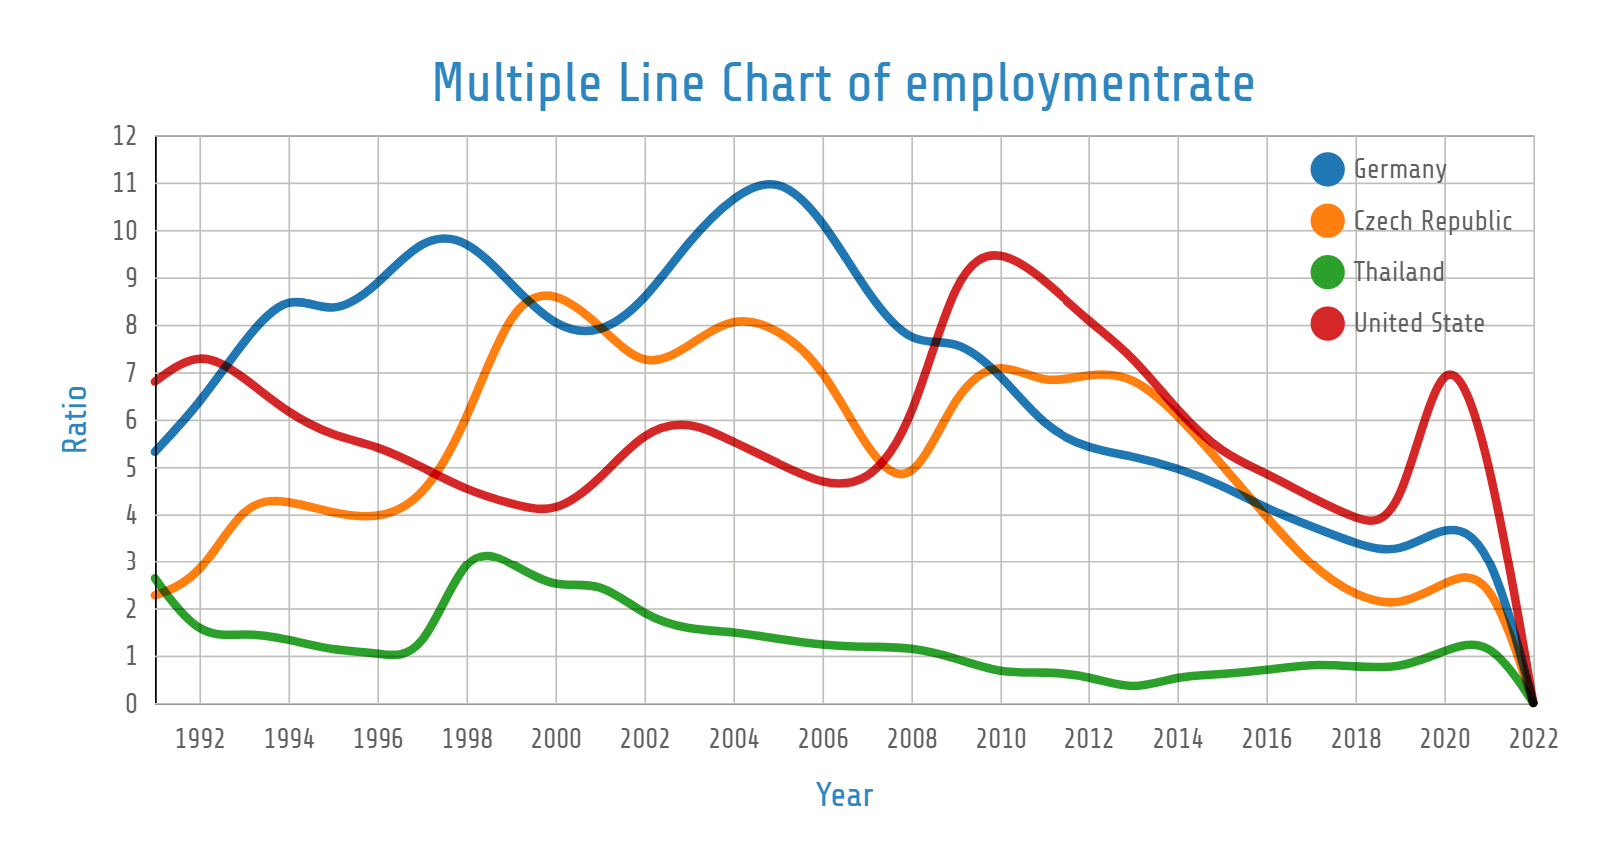 Multiple Line Chart of employmentrate
12
11
10
9
8
7
6
5
4
3
2
1
0
Ratio
Germany
Czech Republic
Thailand
United State
1992 1994 1996 1998 2000 2002 2004 2006 2008 2010 2012 2014 2016 2018 2020 2022
Year